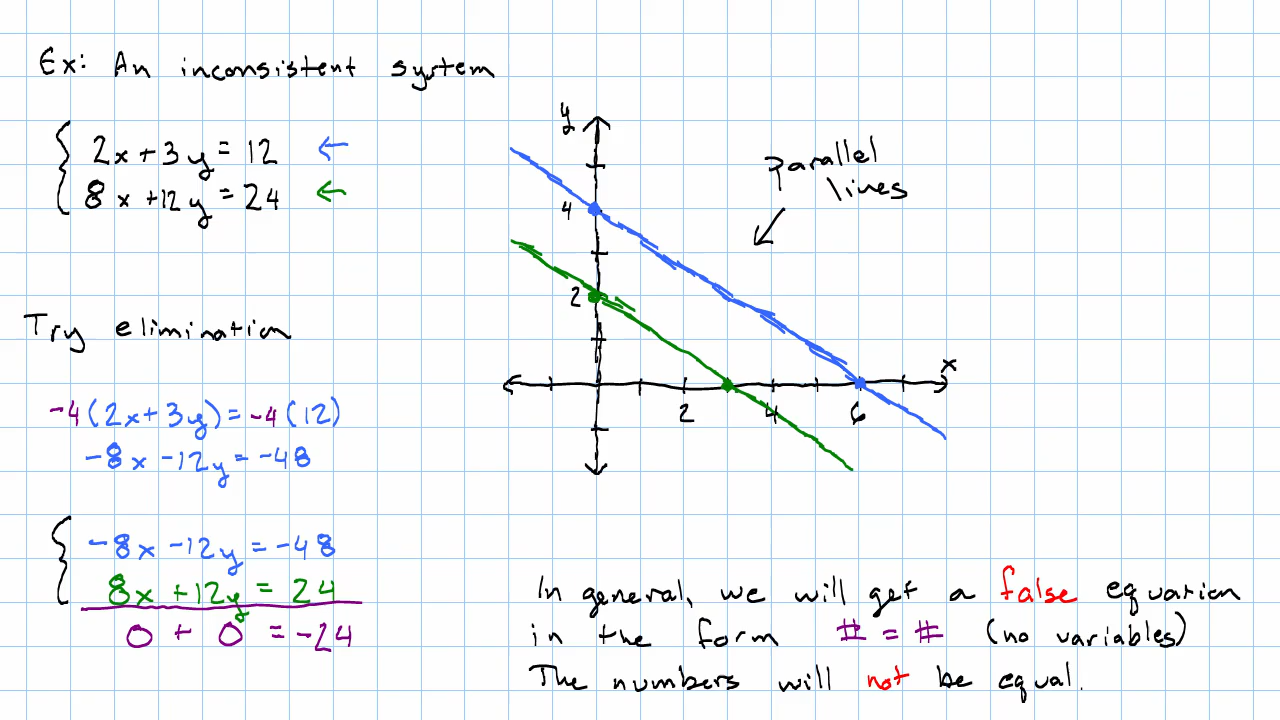 Ex: An inconsistent system
2x + 3y = 12 ←
8x + 12y = 24 ←
Try elimination
-4(2x + 3y) = -4(12)
-8x - 12y = -48
-8x - 12y = -48
8x + 12y = 24
0 + 0 = -24
y
parallel
lines
4
2
x
2
4
6
In general, we will get a false equation
in the form # = # (no variables)
The numbers will not be equal.